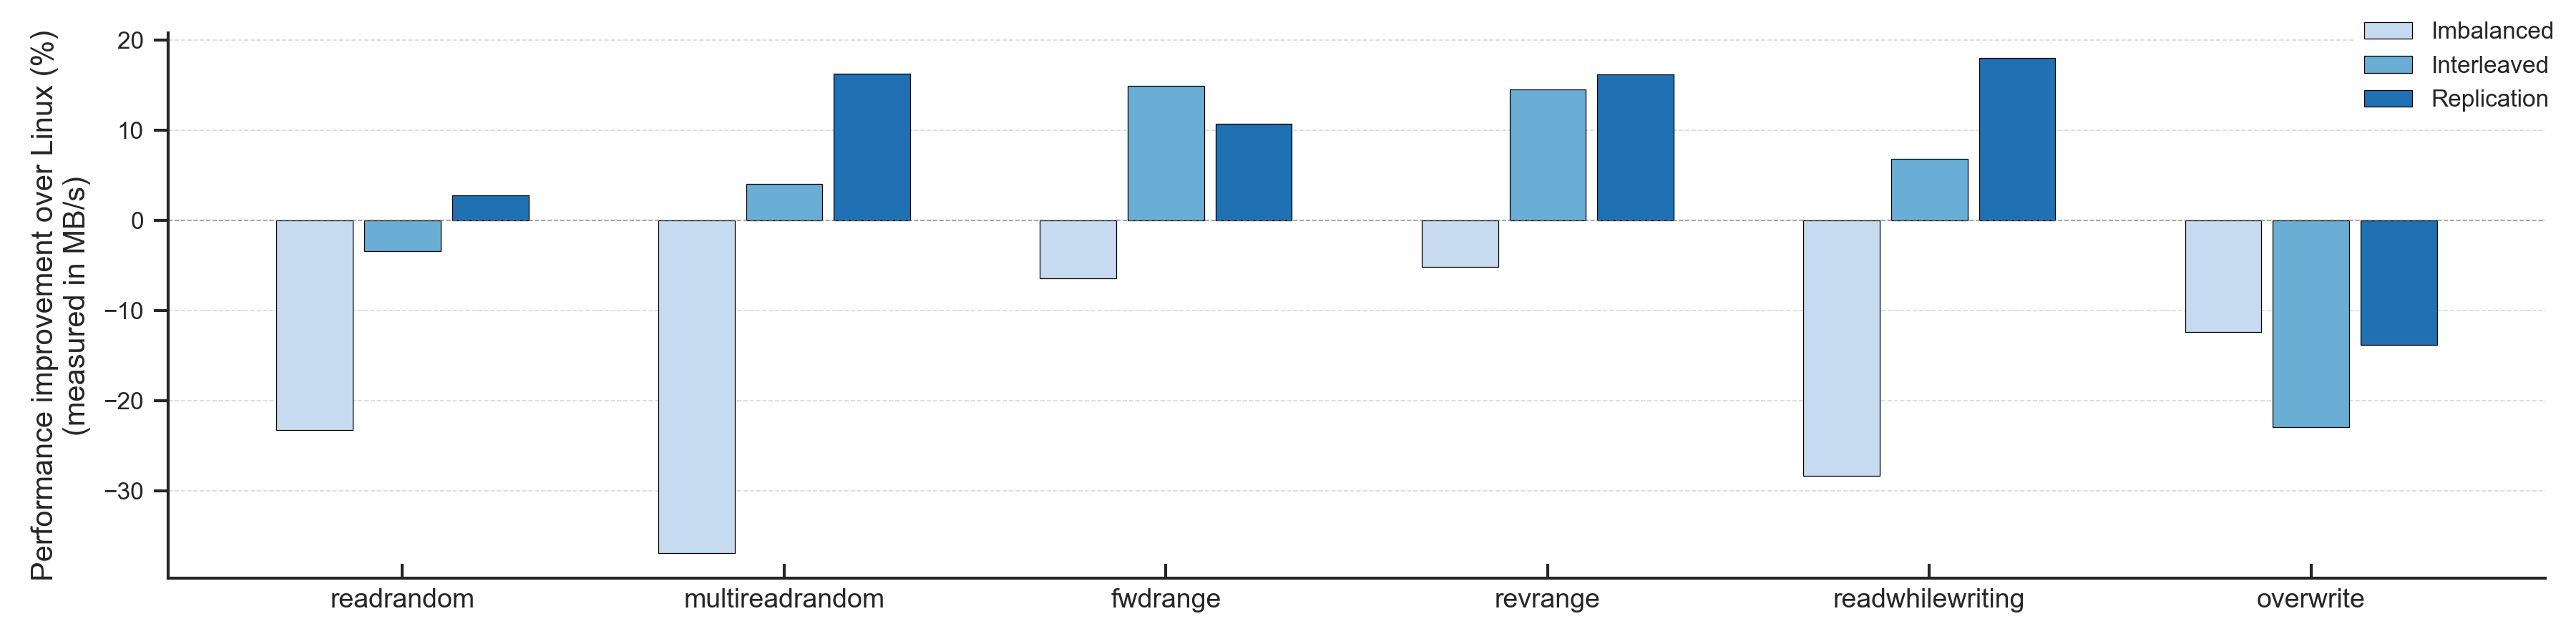 Performance improvement over Linux (%)
(measured in MB/s)
20
10
0
−10
−20
−30
readrandom
multireadrandom
fwdrange
revrange
readwhilewriting
overwrite
Imbalanced
Interleaved
Replication